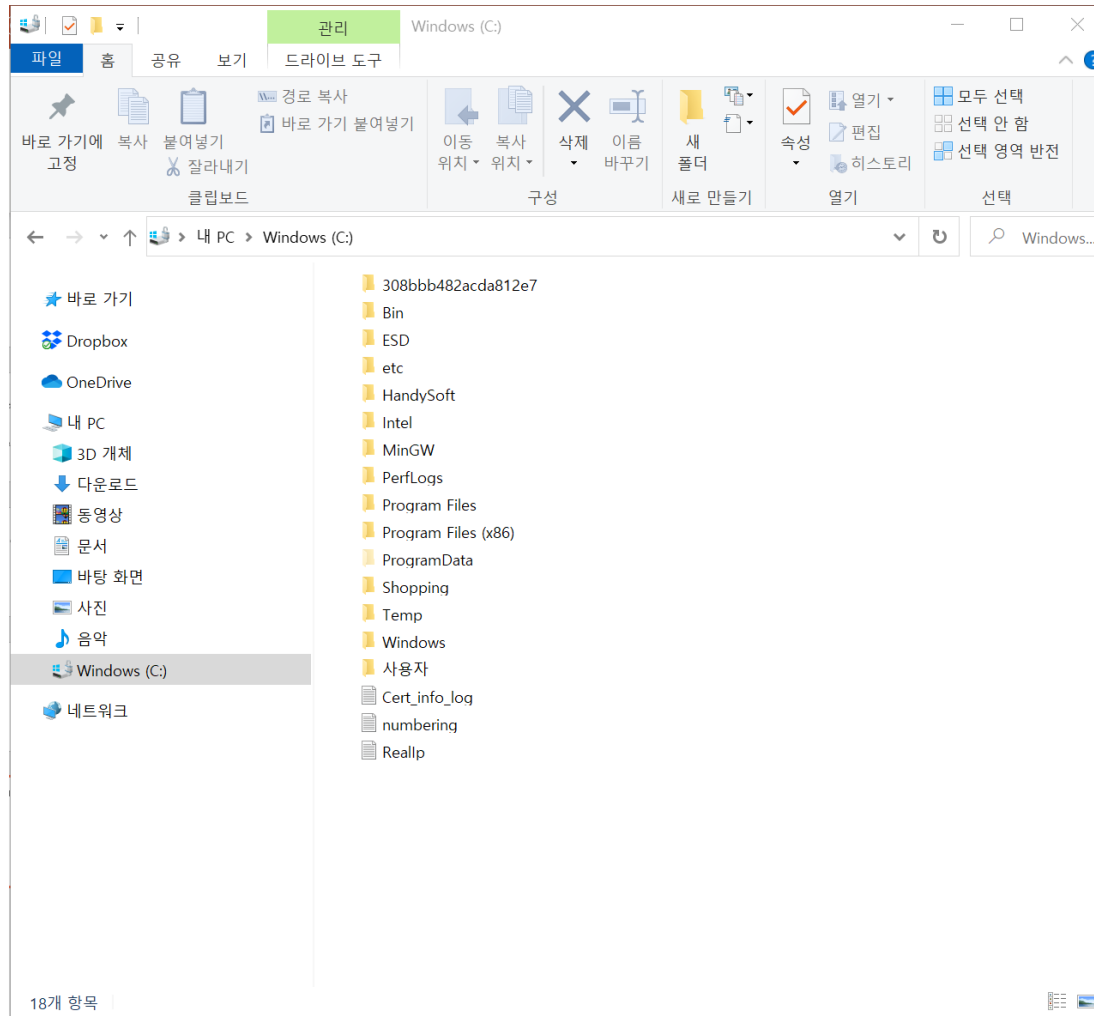 관리
Windows (C:)
파일
홈
공유
보기
드라이브 도구
바로 가기에
고정
복사
붙여넣기
잘라내기
경로 복사
바로 가기 붙여넣기
클립보드
이동
위치
복사
위치
삭제
이름
바꾸기
구성
새
폴더
새로 만들기
속성
열기
편집
히스토리
열기
모두 선택
선택 안 함
선택 영역 반전
선택
내 PC
Windows (C:)
Windows...
바로 가기
Dropbox
OneDrive
내 PC
3D 개체
다운로드
동영상
문서
바탕 화면
사진
음악
Windows (C:)
네트워크
308bbb482acda812e7
Bin
ESD
etc
HandySoft
Intel
MinGW
PerfLogs
Program Files
Program Files (x86)
ProgramData
Shopping
Temp
Windows
사용자
Cert_info_log
numbering
RealIp
18개 항목